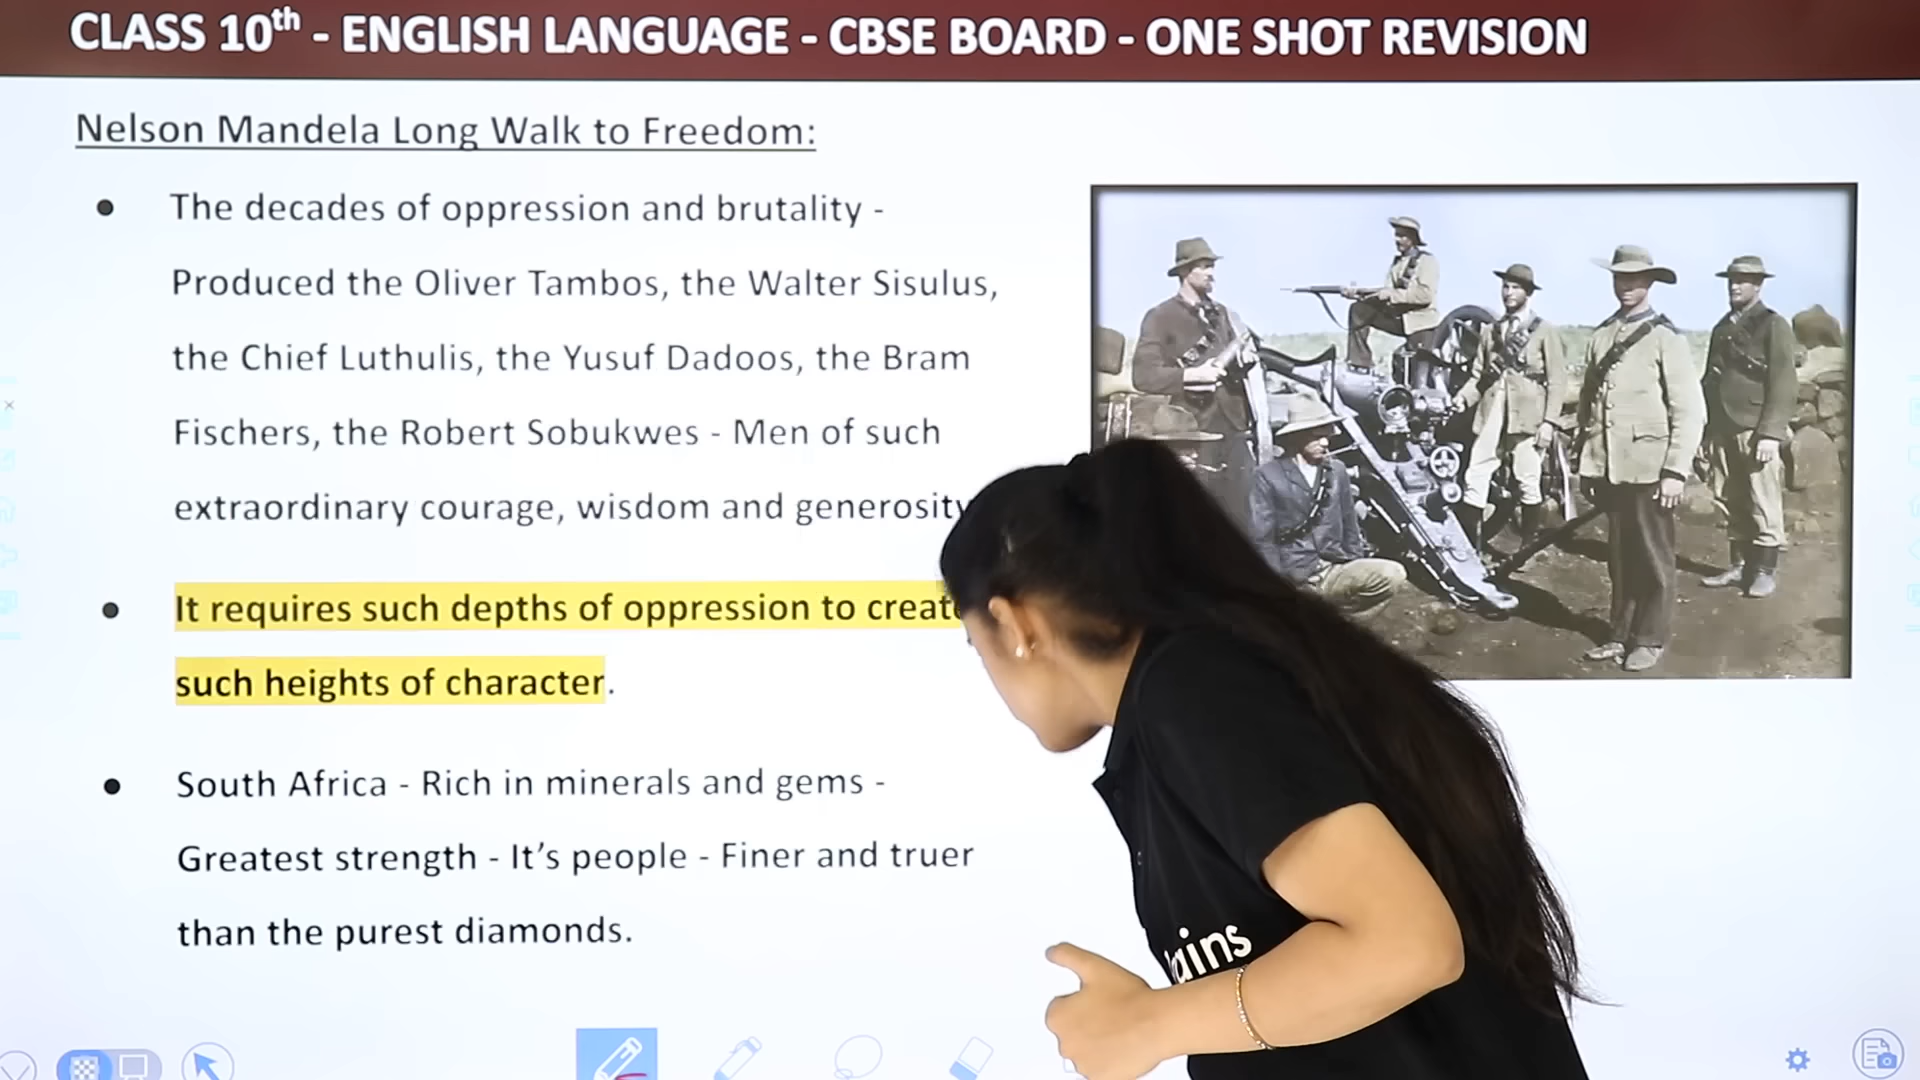 CLASS 10th - ENGLISH LANGUAGE - CBSE BOARD - ONE SHOT REVISION
Nelson Mandela Long Walk to Freedom:
● The decades of oppression and brutality -
Produced the Oliver Tambos, the Walter Sisulus,
the Chief Luthulis, the Yusuf Dadoos, the Bram
Fischers, the Robert Sobukwes - Men of such
extraordinary courage, wisdom and generosity
● It requires such depths of oppression to create
such heights of character.
● South Africa - Rich in minerals and gems -
Greatest strength - It's people - Finer and truer
than the purest diamonds.